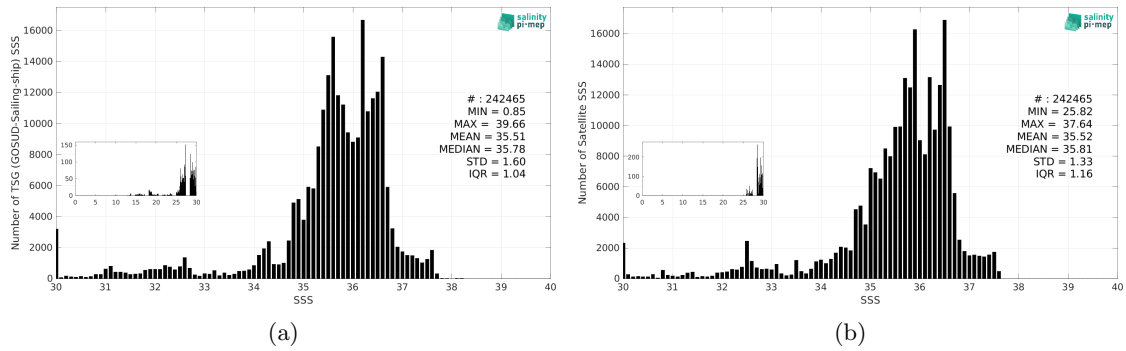 16000
14000
12000
10000
8000
6000
4000
2000
0
Number of TSG (GOSUD-Sailing-ship) SSS
salinity
pi-mep
# : 242465
MIN = 0.85
MAX = 39.66
MEAN = 35.51
MEDIAN = 35.78
STD = 1.60
IQR = 1.04
150
100
50
0
0 5 10 15 20 25 30
30 31 32 33 34 35 36 37 38 39 40
SSS
(a)
16000
14000
12000
10000
8000
6000
4000
2000
0
Number of Satellite SSS
salinity
pi-mep
# : 242465
MIN = 25.82
MAX = 37.64
MEAN = 35.52
MEDIAN = 35.81
STD = 1.33
IQR = 1.16
200
100
0
0 5 10 15 20 25 30
30 31 32 33 34 35 36 37 38 39 40
SSS
(b)